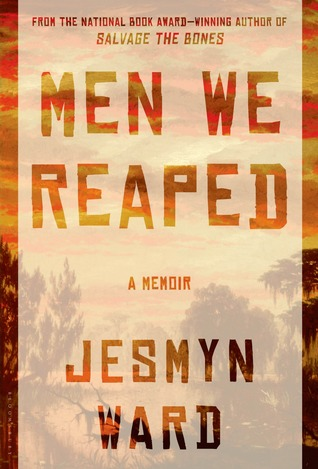 FROM THE NATIONAL BOOK AWARD–WINNING AUTHOR OF
SALVAGE THE BONES
MEN WE
REAPED
A MEMOIR
JESMYN
WARD